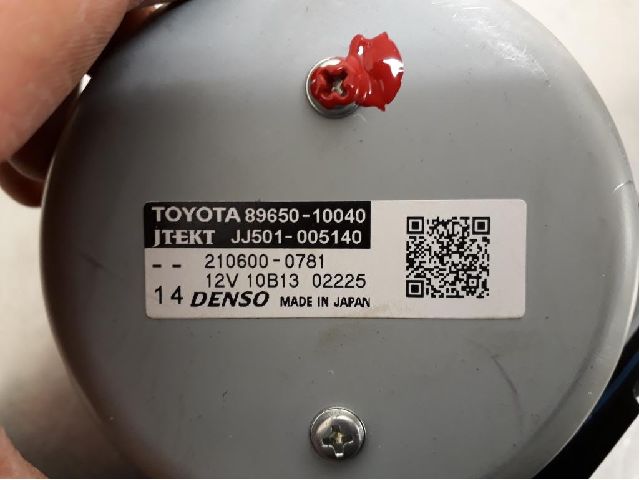 TOYOTA 89650-10040
JTEKT JJ501-005140
-- 210600-0781
12V 10B13 02225
14 DENSO MADE IN JAPAN